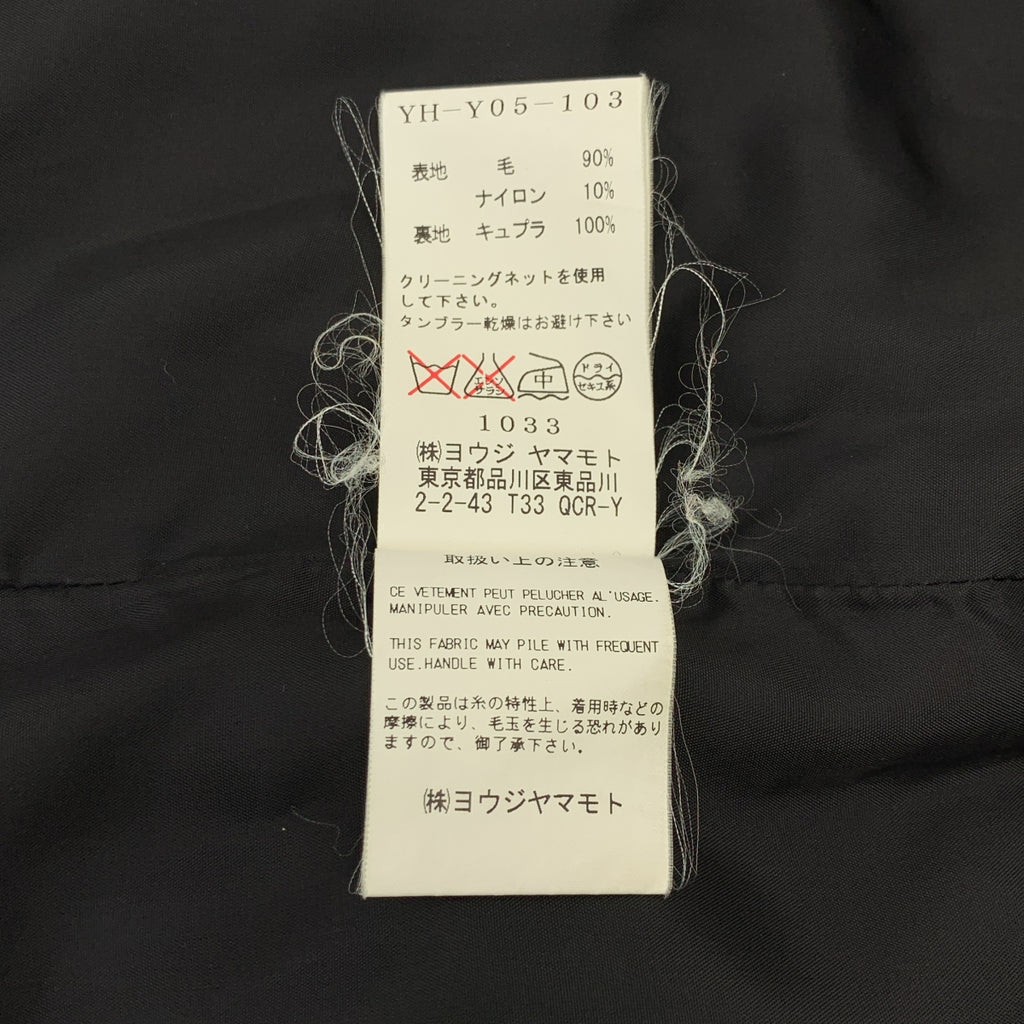 YH-Y05-103
表地 毛 90%
ナイロン 10%
裏地 キュプラ 100%
クリーニングネットを使用
して下さい。
タンブラー乾燥はお避け下さい
エンソ サラシ 中 ドライ セキユ系
1033
㈱ヨウジ ヤマモト
東京都品川区東品川
2-2-43 T33 QCR-Y
取扱い上の注意
CE VETEMENT PEUT PELUCHER AL'USAGE.
MANIPULER AVEC PRECAUTION.
THIS FABRIC MAY PILE WITH FREQUENT
USE.HANDLE WITH CARE.
この製品は糸の特性上、着用時などの
摩擦により、毛玉を生じる恐れがあり
ますので、御了承下さい。
㈱ヨウジヤマモト